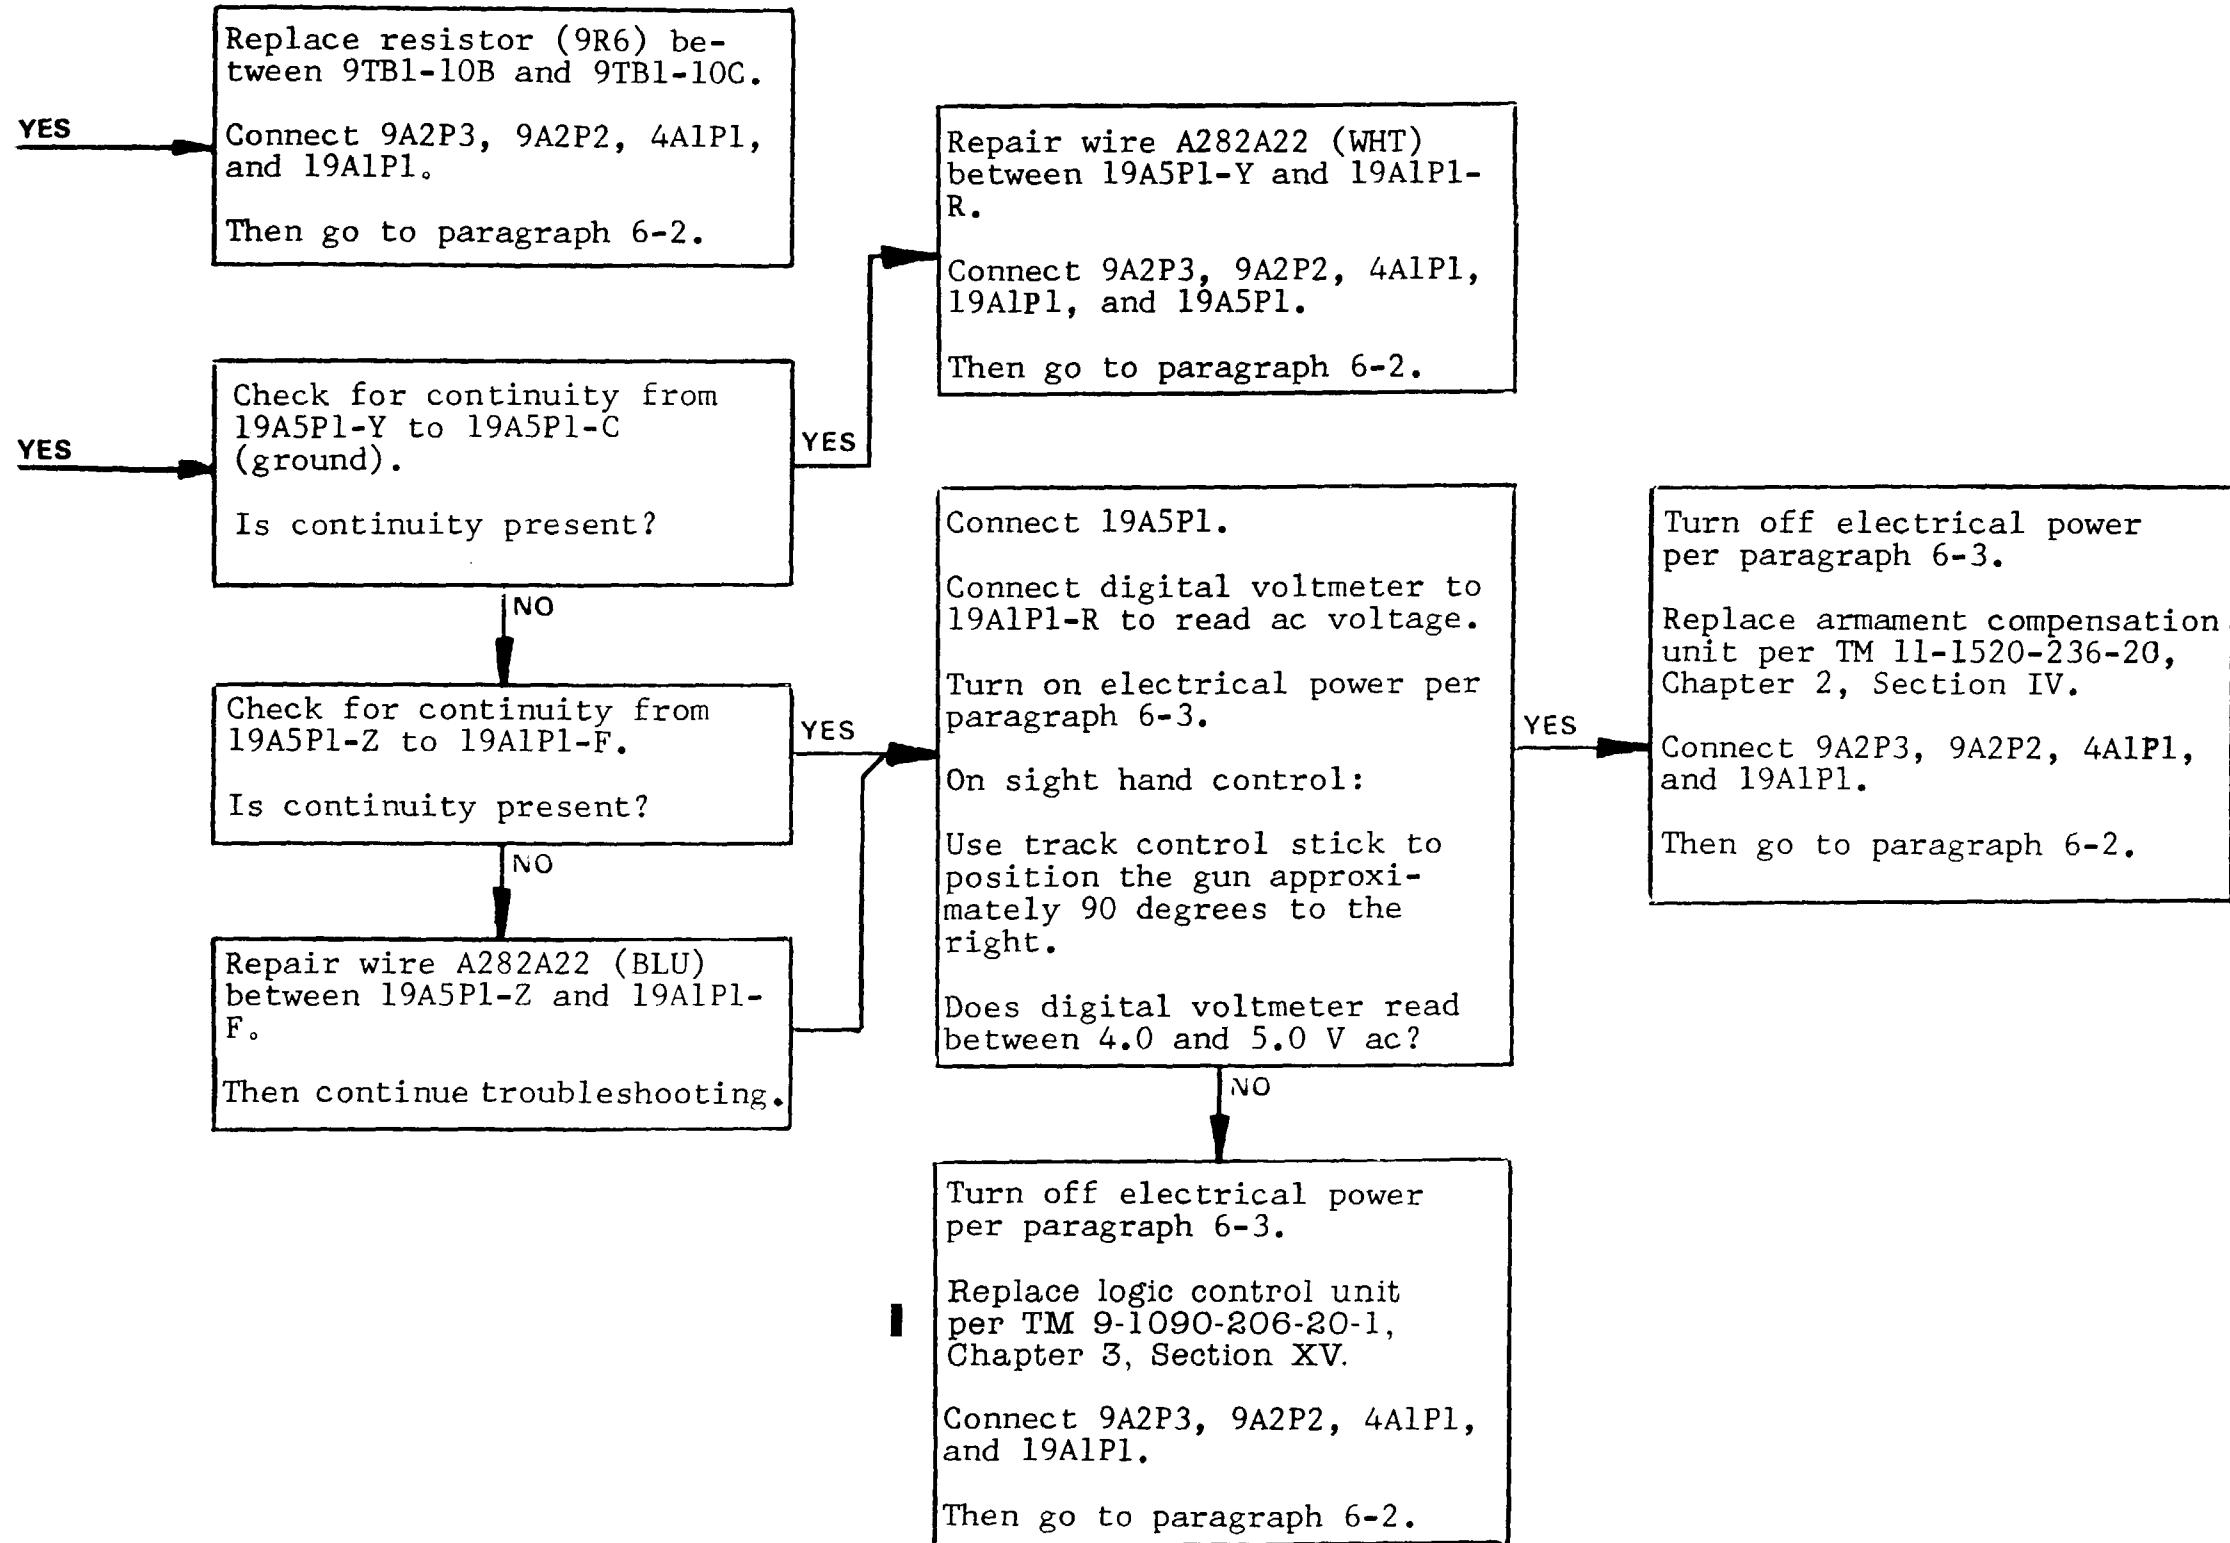 YES
Replace resistor (9R6) be-
tween 9TB1-10B and 9TB1-10C.
Connect 9A2P3, 9A2P2, 4A1P1,
and 19A1P1.
Then go to paragraph 6-2.
YES
Check for continuity from
19A5P1-Y to 19A5P1-C
(ground).
Is continuity present?
YES
Repair wire A282A22 (WHT)
between 19A5P1-Y and 19A1P1-
R.
Connect 9A2P3, 9A2P2, 4A1P1,
19A1P1, and 19A5P1.
Then go to paragraph 6-2.
NO
Check for continuity from
19A5P1-Z to 19A1P1-F.
Is continuity present?
YES
NO
Repair wire A282A22 (BLU)
between 19A5P1-Z and 19A1P1-
F.
Then continue troubleshooting.
Connect 19A5P1.
Connect digital voltmeter to
19A1P1-R to read ac voltage.
Turn on electrical power per
paragraph 6-3.
On sight hand control:
Use track control stick to
position the gun approxi-
mately 90 degrees to the
right.
Does digital voltmeter read
between 4.0 and 5.0 V ac?
YES
Turn off electrical power
per paragraph 6-3.
Replace armament compensation
unit per TM 11-1520-236-20,
Chapter 2, Section IV.
Connect 9A2P3, 9A2P2, 4A1P1,
and 19A1P1.
Then go to paragraph 6-2.
NO
Turn off electrical power
per paragraph 6-3.
Replace logic control unit
per TM 9-1090-206-20-1,
Chapter 3, Section XV.
Connect 9A2P3, 9A2P2, 4A1P1,
and 19A1P1.
Then go to paragraph 6-2.